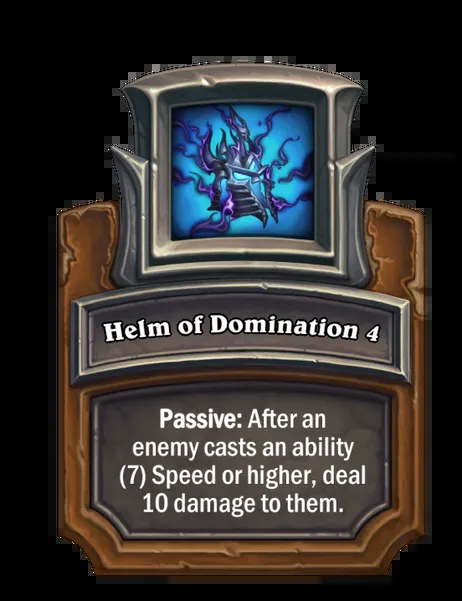 Helm of Domination 4
Passive: After an
enemy casts an ability
(7) Speed or higher, deal
10 damage to them.